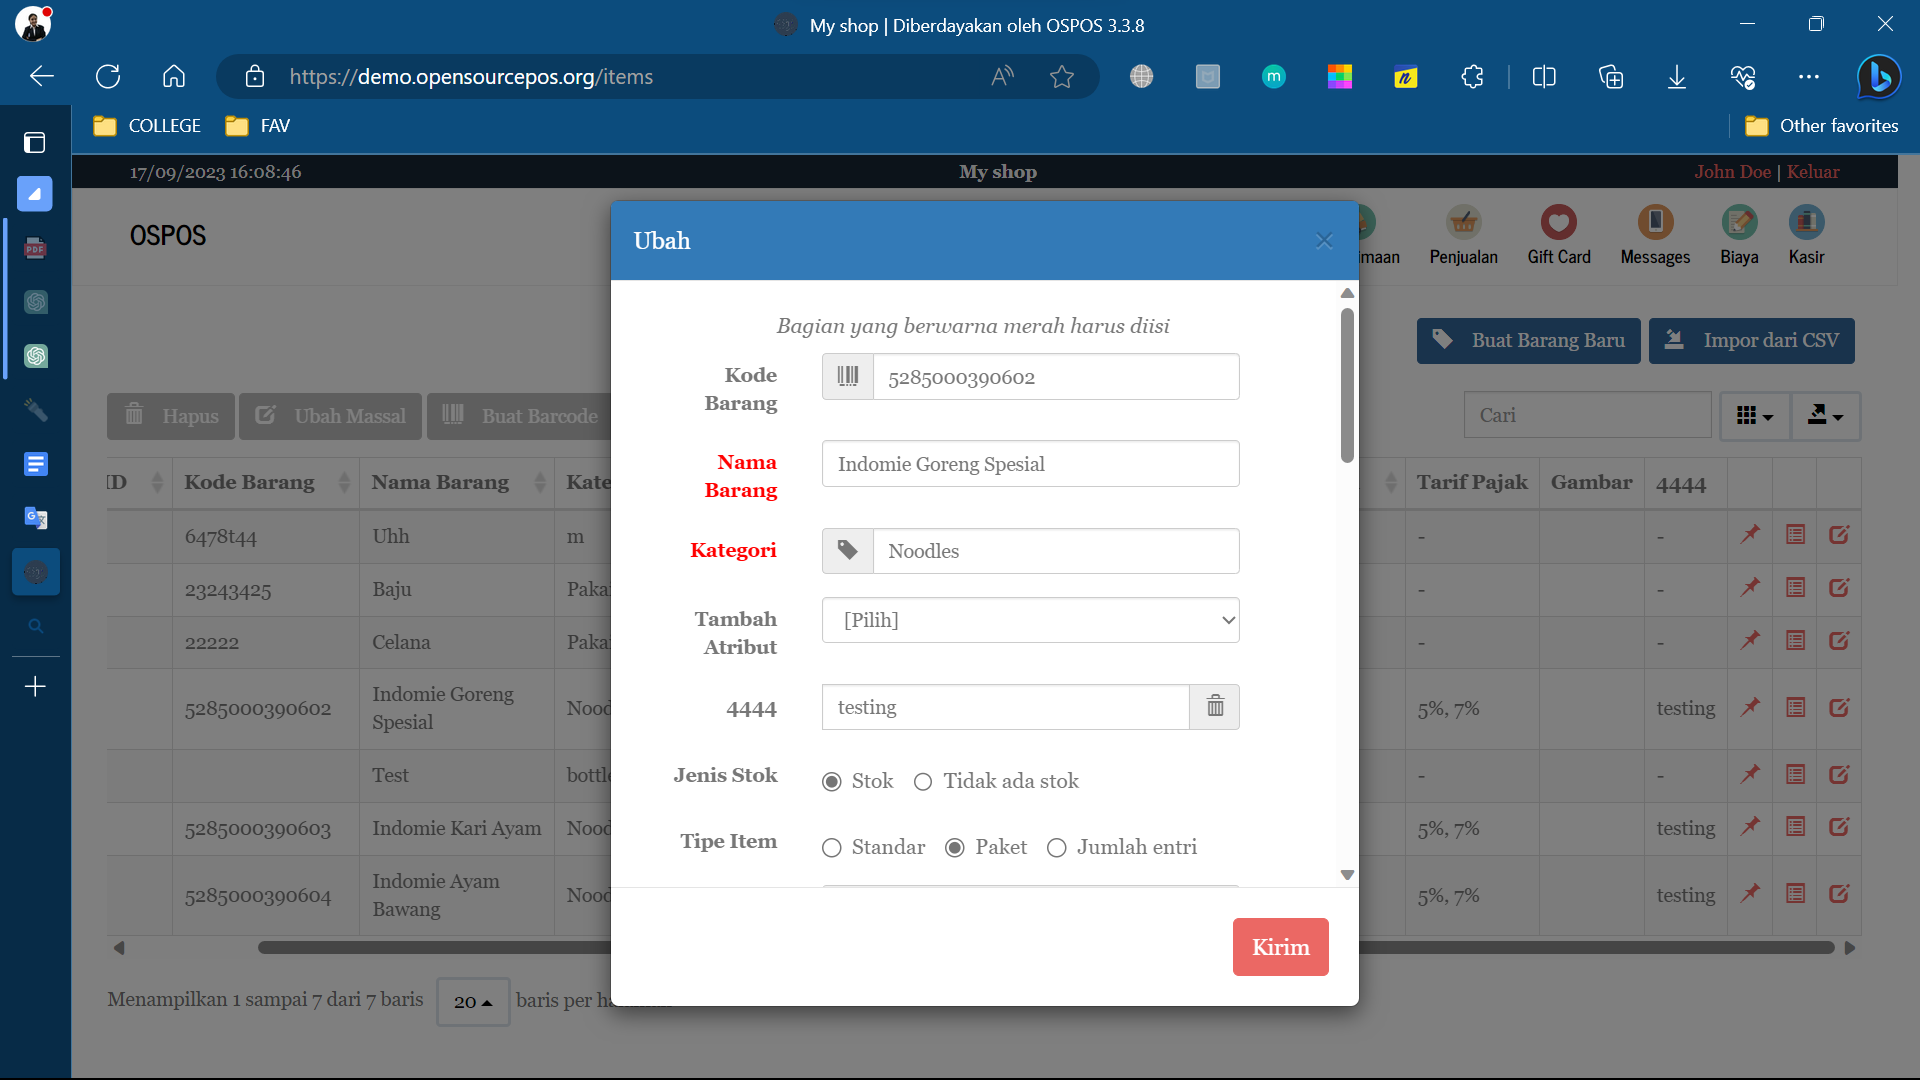 My shop | Diberdayakan oleh OSPOS 3.3.8
https://demo.opensourcepos.org/items
COLLEGE
FAV
Other favorites
17/09/2023 16:08:46
My shop
John Doe | Keluar
OSPOS
maan
Penjualan
Gift Card
Messages
Biaya
Kasir
Buat Barang Baru
Impor dari CSV
Hapus
Ubah Massal
Buat Barcode
Cari
ID
Kode Barang
Nama Barang
Kate
Tarif Pajak
Gambar
4444
6478t44
Uhh
m
-
-
23243425
Baju
Paka
-
-
22222
Celana
Paka
-
-
5285000390602
Indomie Goreng
Spesial
Nood
5%, 7%
testing
Test
bottle
-
-
5285000390603
Indomie Kari Ayam
Nood
5%, 7%
testing
5285000390604
Indomie Ayam
Bawang
Nood
5%, 7%
testing
Menampilkan 1 sampai 7 dari 7 baris
20
baris per ha
Ubah
×
Bagian yang berwarna merah harus diisi
Kode
Barang
5285000390602
Nama
Barang
Indomie Goreng Spesial
Kategori
Noodles
Tambah
Atribut
[Pilih]
4444
testing
Jenis Stok
Stok
Tidak ada stok
Tipe Item
Standar
Paket
Jumlah entri
Kirim